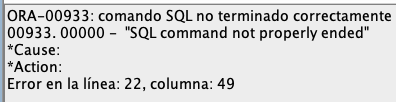 ORA-00933: comando SQL no terminado correctamente
00933. 00000 -  "SQL command not properly ended"
*Cause:
*Action:
Error en la línea: 22, columna: 49